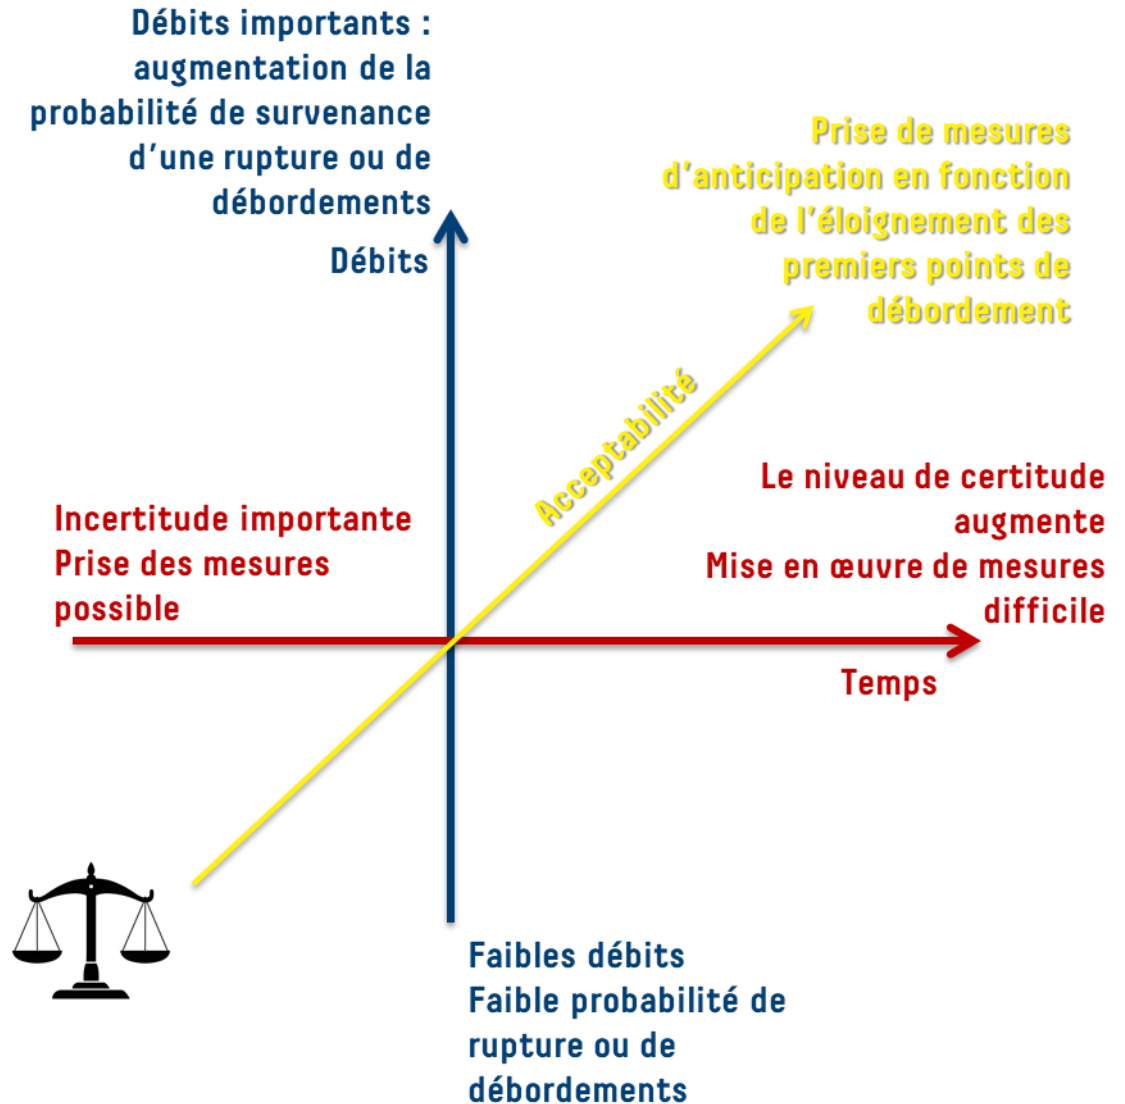 Débits importants :
augmentation de la
probabilité de survenance
d'une rupture ou de
débordements
Débits
Prise de mesures
d'anticipation en fonction
de l'éloignement des
premiers points de
débordement
Acceptabilité
Incertitude importante
Prise des mesures
possible
Le niveau de certitude
augmente
Mise en œuvre de mesures
difficile
Temps
Faibles débits
Faible probabilité de
rupture ou de
débordements